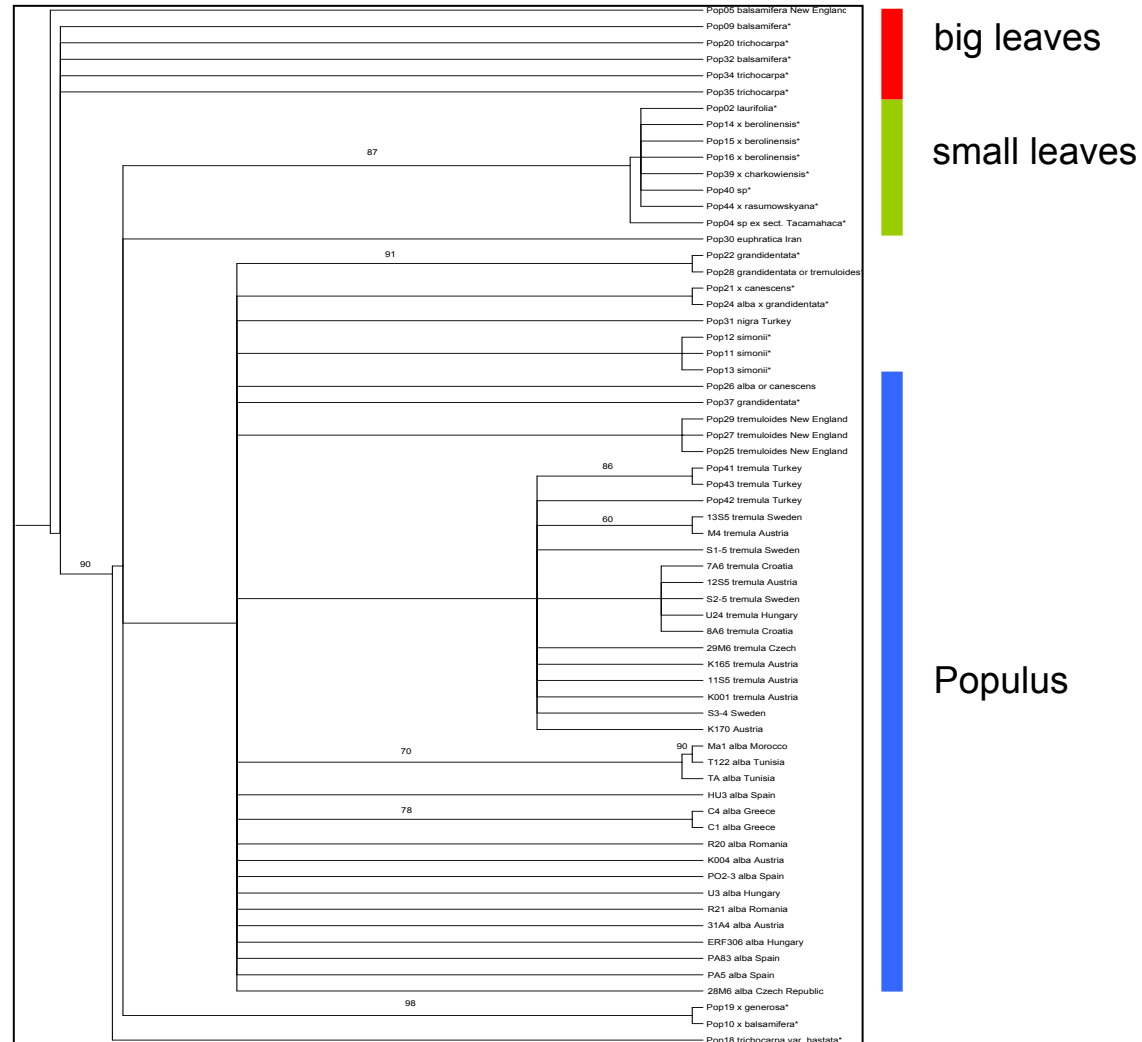 Pop05 balsamifera New England
Pop09 balsamifera*
Pop20 trichocarpa*
Pop32 balsamifera*
Pop34 trichocarpa*
Pop35 trichocarpa*
Pop02 laurifolia*
Pop14 x berolinensis*
Pop15 x berolinensis*
87
Pop16 x berolinensis*
Pop39 x charkowiensis*
Pop40 sp*
Pop44 x rasumowskyana*
Pop04 sp ex sect. Tacamahaca*
Pop30 euphratica Iran
91
Pop22 grandidentata*
Pop28 grandidentata or tremuloides*
Pop21 x canescens*
Pop24 alba x grandidentata*
Pop31 nigra Turkey
Pop12 simonii*
Pop11 simonii*
Pop13 simonii*
Pop26 alba or canescens
Pop37 grandidentata*
Pop29 tremuloides New England
Pop27 tremuloides New England
Pop25 tremuloides New England
86
Pop41 tremula Turkey
Pop43 tremula Turkey
Pop42 tremula Turkey
60
13S5 tremula Sweden
M4 tremula Austria
S1-5 tremula Sweden
90
7A6 tremula Croatia
12S5 tremula Austria
S2-5 tremula Sweden
U24 tremula Hungary
8A6 tremula Croatia
29M6 tremula Czech
K165 tremula Austria
11S5 tremula Austria
K001 tremula Austria
S3-4 Sweden
K170 Austria
70
90
Ma1 alba Morocco
T122 alba Tunisia
TA alba Tunisia
HU3 alba Spain
78
C4 alba Greece
C1 alba Greece
R20 alba Romania
K004 alba Austria
PO2-3 alba Spain
U3 alba Hungary
R21 alba Romania
31A4 alba Austria
ERF306 alba Hungary
PA83 alba Spain
PA5 alba Spain
28M6 alba Czech Republic
98
Pop19 x generosa*
Pop10 x balsamifera*
Pop18 trichocarpa var. hastata*
big leaves
small leaves
Populus